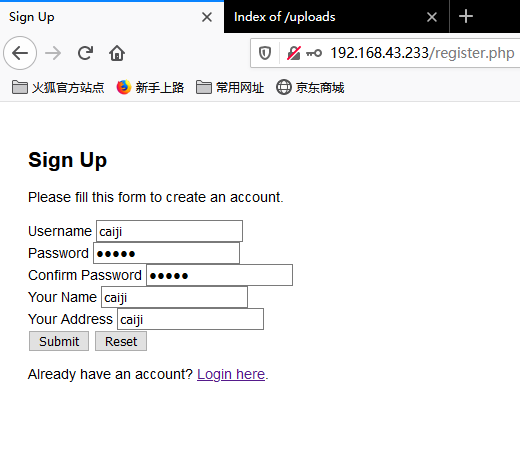 Sign Up
Index of /uploads
192.168.43.233/register.php
火狐官方站点 新手上路 常用网址 京东商城
Sign Up
Please fill this form to create an account.
Username caiji
Password ●●●●●
Confirm Password ●●●●●
Your Name caiji
Your Address caiji
Submit Reset
Already have an account? Login here.